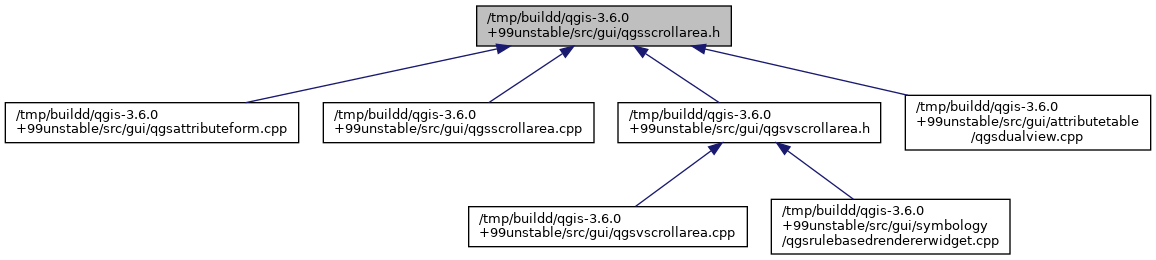 /tmp/buildd/qgis-3.6.0
+99unstable/src/gui/qgsscrollarea.h
/tmp/buildd/qgis-3.6.0
+99unstable/src/gui/qgsattributeform.cpp
/tmp/buildd/qgis-3.6.0
+99unstable/src/gui/qgsscrollarea.cpp
/tmp/buildd/qgis-3.6.0
+99unstable/src/gui/qgsvscrollarea.h
/tmp/buildd/qgis-3.6.0
+99unstable/src/gui/attributetable
/qgsdualview.cpp
/tmp/buildd/qgis-3.6.0
+99unstable/src/gui/qgsvscrollarea.cpp
/tmp/buildd/qgis-3.6.0
+99unstable/src/gui/symbology
/qgsrulebasedrendererwidget.cpp